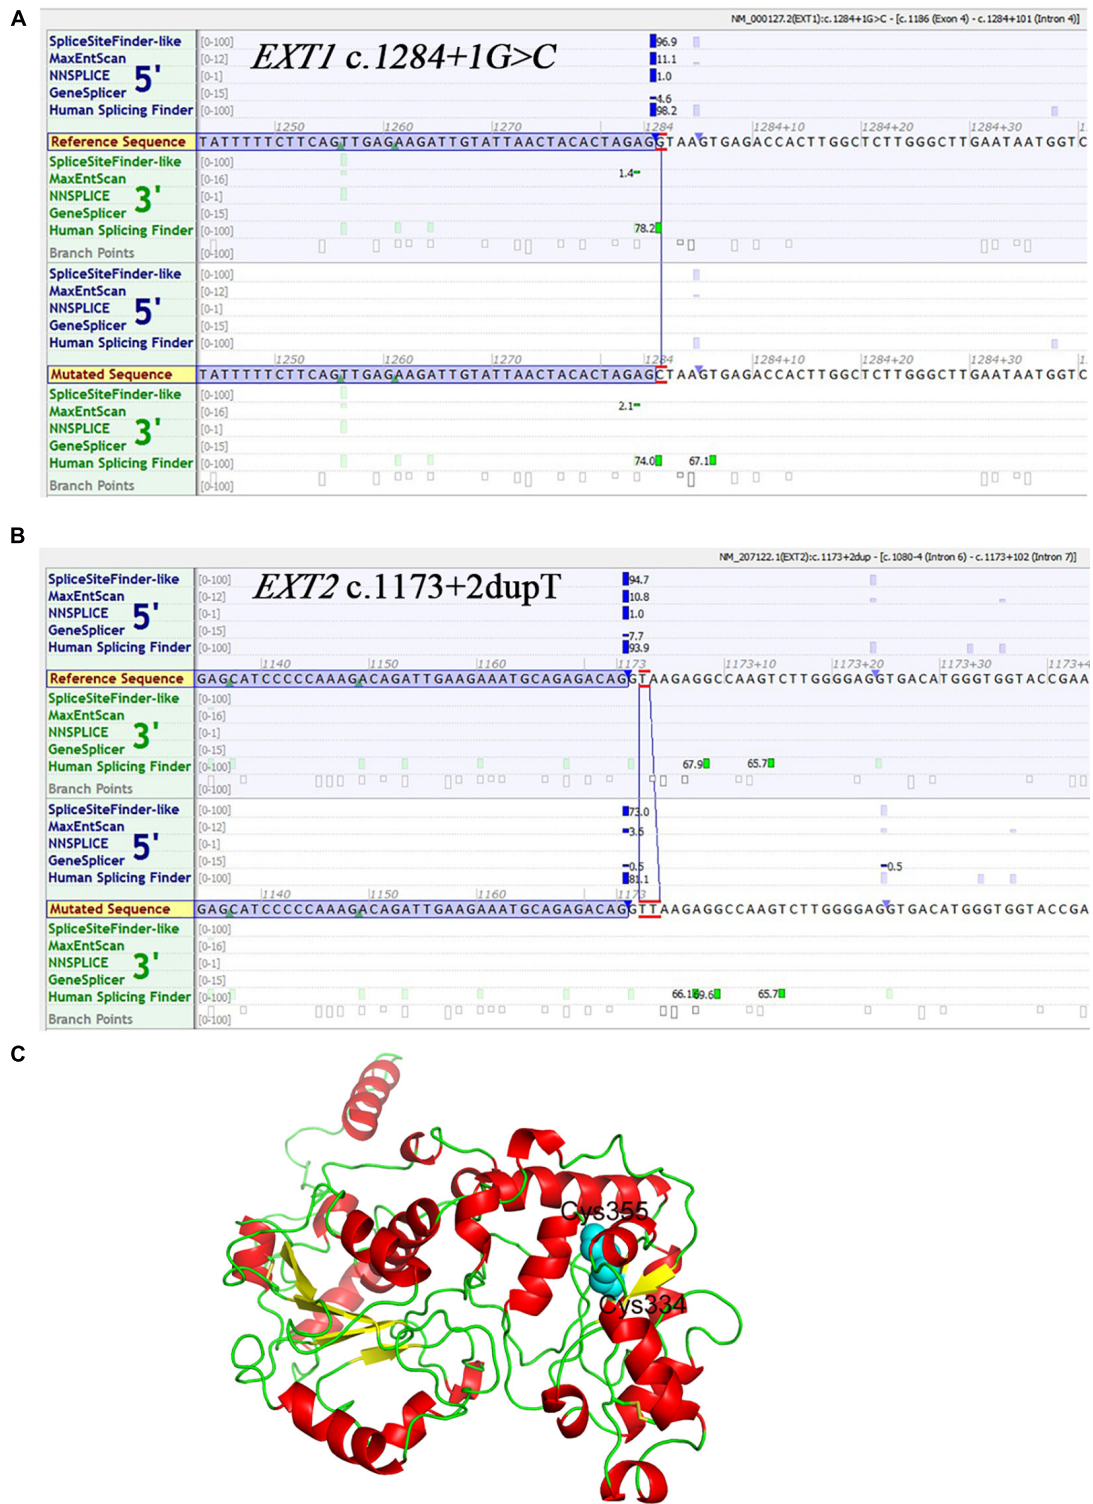 A
NM_000127.2(EXT1):c.1284+1G>C - [c.1186 (Exon 4) - c.1284+101 (Intron 4)]
EXT1 c.1284+1G>C
5'
SpliceSiteFinder-like [0-100] 96.9
MaxEntScan [0-12] 11.1
NNSPLICE [0-1] 1.0
GeneSplicer [0-15] 4.6
Human Splicing Finder [0-100] 98.2
1250 1260 1270 1284 1284+10 1284+20 1284+30 1
Reference Sequence TATTTTTCTTCAGTTGAGAAGATTGTATTAACTACACTAGAGGTAAGTGAGACCACTTGGCTCTTGGGCTTGAATAATGGTC
3'
SpliceSiteFinder-like [0-100]
MaxEntScan [0-16] 1.4
NNSPLICE [0-1]
GeneSplicer [0-15]
Human Splicing Finder [0-100] 78.2
Branch Points [0-100]
5'
SpliceSiteFinder-like [0-100]
MaxEntScan [0-12]
NNSPLICE [0-1]
GeneSplicer [0-15]
Human Splicing Finder [0-100]
1250 1260 1270 1284 1284+10 1284+20 1284+30 1
Mutated Sequence TATTTTTCTTCAGTTGAGAAGATTGTATTAACTACACTAGAGCTAAGTGAGACCACTTGGCTCTTGGGCTTGAATAATGGTC
3'
SpliceSiteFinder-like [0-100]
MaxEntScan [0-16] 2.1
NNSPLICE [0-1]
GeneSplicer [0-15]
Human Splicing Finder [0-100] 74.0 67.1
Branch Points [0-100]
B
NM_207122.1(EXT2):c.1173+2dup - [c.1080-4 (Intron 6) - c.1173+102 (Intron 7)]
EXT2 c.1173+2dupT
5'
SpliceSiteFinder-like [0-100] 94.7
MaxEntScan [0-12] 10.8
NNSPLICE [0-1] 1.0
GeneSplicer [0-15] 7.7
Human Splicing Finder [0-100] 93.9
1140 1150 1160 1173 1173+10 1173+20 1173+30 1173+4
Reference Sequence GAGCATCCCCCAAAGACAGATTGAAGAAATGCAGAGACAGGTAAGAGGCCAAGTCTTGGGGAGGTGACATGGGTGGTACCGAA
3'
SpliceSiteFinder-like [0-100]
MaxEntScan [0-16]
NNSPLICE [0-1]
GeneSplicer [0-15]
Human Splicing Finder [0-100] 67.9 65.7
Branch Points [0-100]
5'
SpliceSiteFinder-like [0-100] 73.0
MaxEntScan [0-12] 3.6
NNSPLICE [0-1]
GeneSplicer [0-15] 0.5 0.5
Human Splicing Finder [0-100] 81.1
1140 1150 1160 1173
Mutated Sequence GAGCATCCCCCAAAGACAGATTGAAGAAATGCAGAGACAGGTTAAGAGGCCAAGTCTTGGGGAGGTGACATGGGTGGTACCGA
3'
SpliceSiteFinder-like [0-100]
MaxEntScan [0-16]
NNSPLICE [0-1]
GeneSplicer [0-15]
Human Splicing Finder [0-100] 66.1 69.6 65.7
Branch Points [0-100]
C
Cys355
Cys334